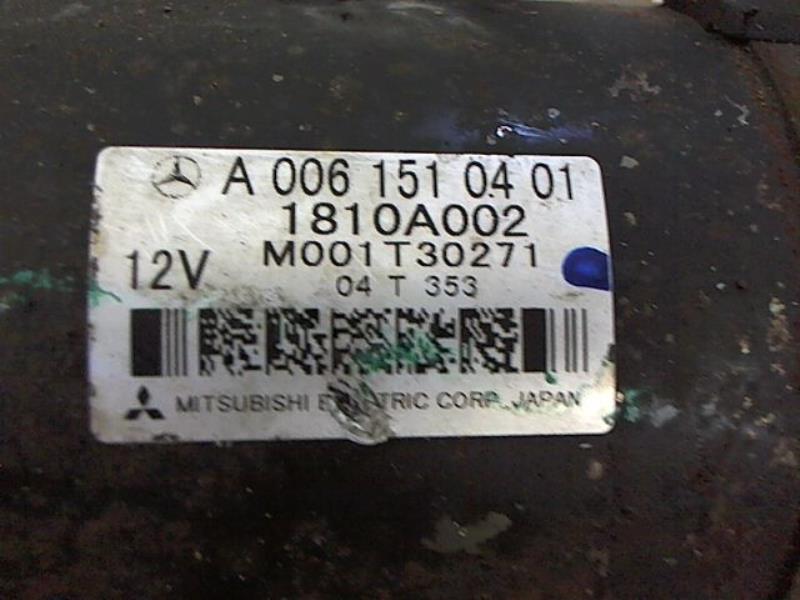 A 006 151 04 01
1810A002
M001T30271
12V
04 T 353
MITSUBISHI CORP. JAPAN